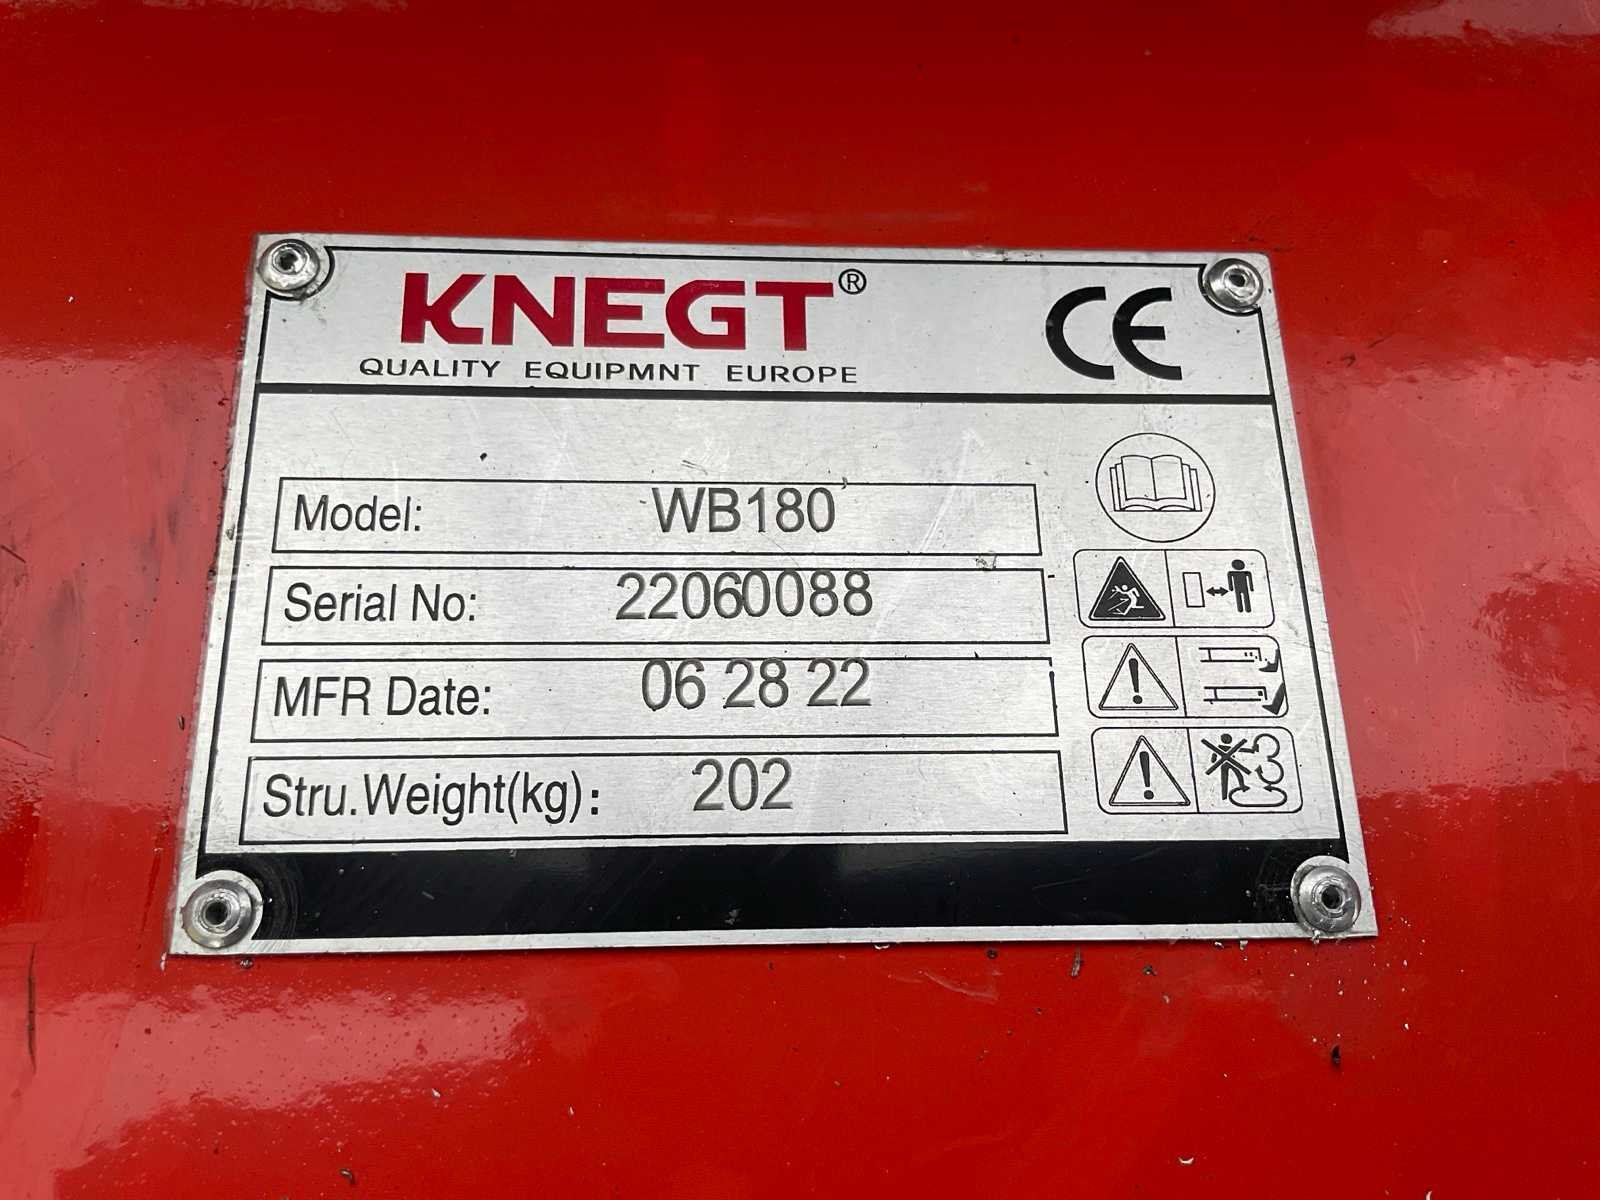 KNEGT®
QUALITY EQUIPMNT EUROPE
CE
Model: WB180
Serial No: 22060088
MFR Date: 06 28 22
Stru.Weight(kg): 202